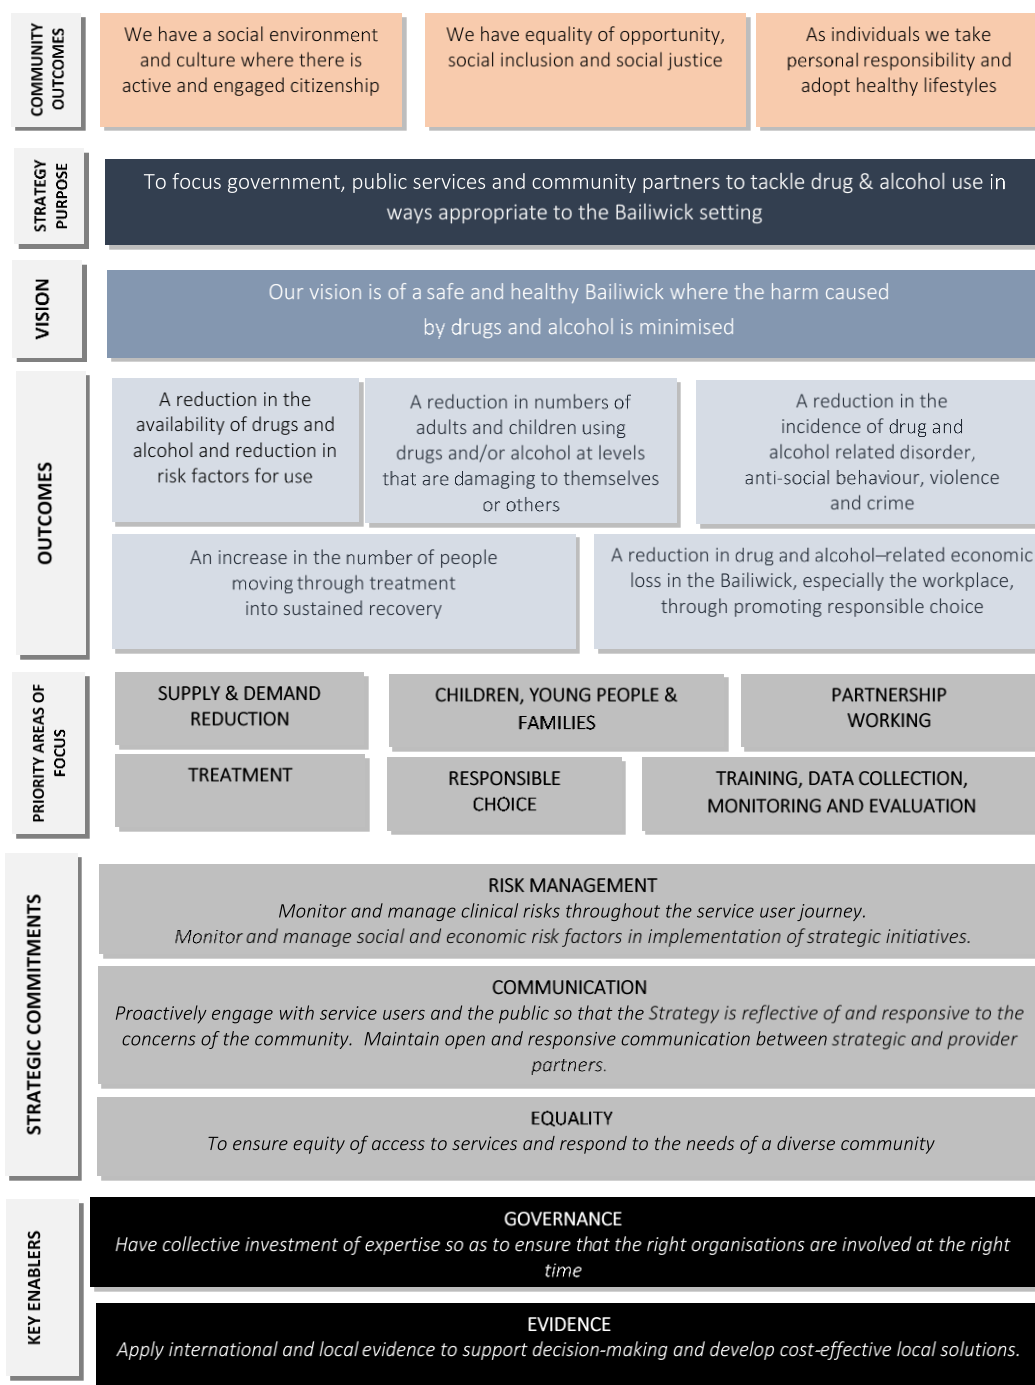 COMMUNITY
OUTCOMES
We have a social environment
and culture where there is
active and engaged citizenship
We have equality of opportunity,
social inclusion and social justice
As individuals we take
personal responsibility and
adopt healthy lifestyles
STRATEGY
PURPOSE
To focus government, public services and community partners to tackle drug & alcohol use in
ways appropriate to the Bailiwick setting
VISION
Our vision is of a safe and healthy Bailiwick where the harm caused
by drugs and alcohol is minimised
OUTCOMES
A reduction in the
availability of drugs and
alcohol and reduction in
risk factors for use
A reduction in numbers of
adults and children using
drugs and/or alcohol at levels
that are damaging to themselves
or others
A reduction in the
incidence of drug and
alcohol related disorder,
anti-social behaviour, violence
and crime
An increase in the number of people
moving through treatment
into sustained recovery
A reduction in drug and alcohol–related economic
loss in the Bailiwick, especially the workplace,
through promoting responsible choice
PRIORITY AREAS OF
FOCUS
SUPPLY & DEMAND
REDUCTION
CHILDREN, YOUNG PEOPLE &
FAMILIES
PARTNERSHIP
WORKING
TREATMENT
RESPONSIBLE
CHOICE
TRAINING, DATA COLLECTION,
MONITORING AND EVALUATION
STRATEGIC COMMITMENTS
RISK MANAGEMENT
Monitor and manage clinical risks throughout the service user journey.
Monitor and manage social and economic risk factors in implementation of strategic initiatives.
COMMUNICATION
Proactively engage with service users and the public so that the Strategy is reflective of and responsive to the
concerns of the community.  Maintain open and responsive communication between strategic and provider
partners.
EQUALITY
To ensure equity of access to services and respond to the needs of a diverse community
KEY ENABLERS
GOVERNANCE
Have collective investment of expertise so as to ensure that the right organisations are involved at the right
time
EVIDENCE
Apply international and local evidence to support decision-making and develop cost-effective local solutions.